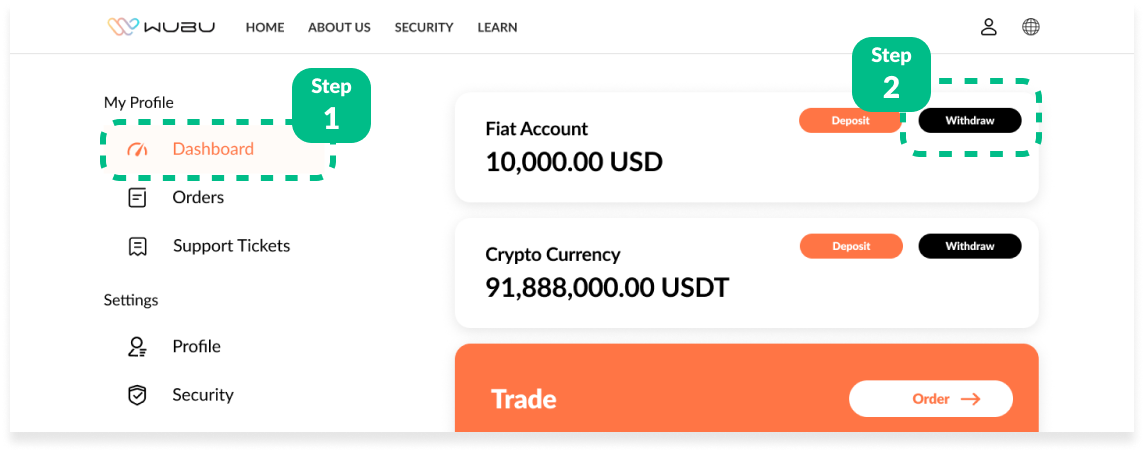 WUBU HOME ABOUT US SECURITY LEARN
My Profile
Step
1
Dashboard
Orders
Support Tickets
Settings
Profile
Security
Step
2
Fiat Account
10,000.00 USD
Deposit
Withdraw
Crypto Currency
91,888,000.00 USDT
Deposit
Withdraw
Trade
Order